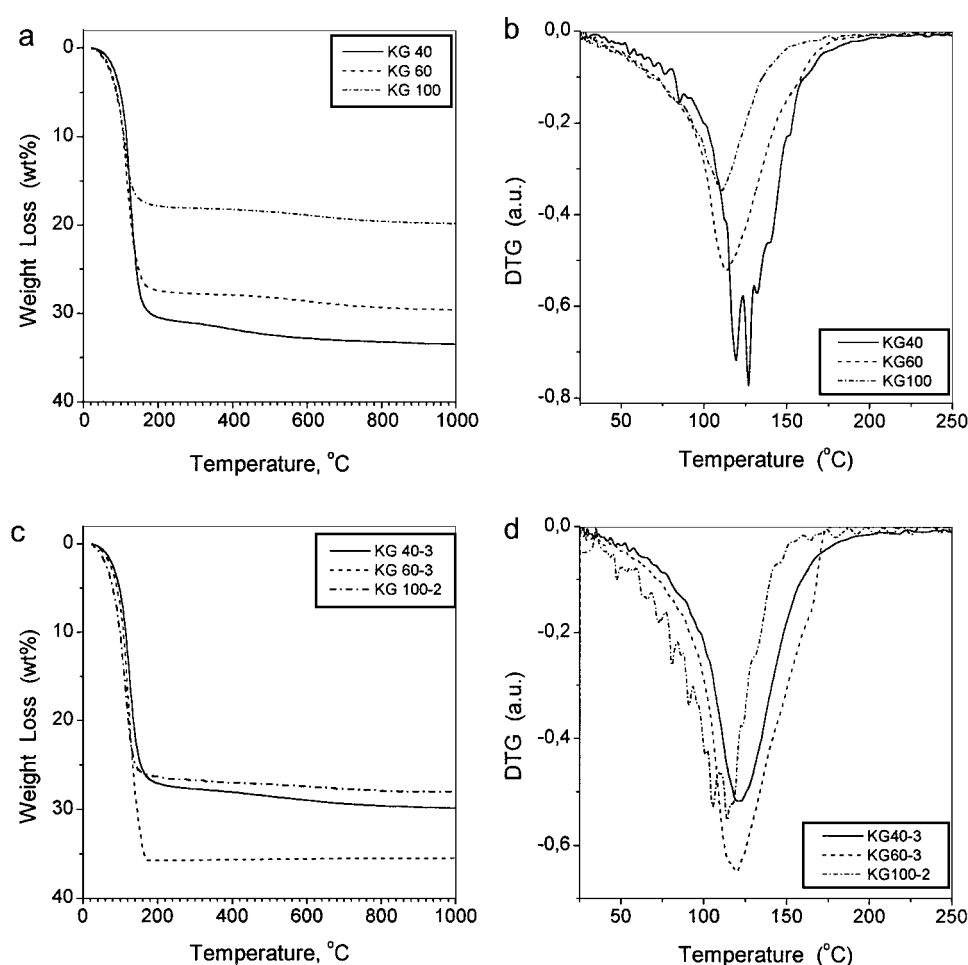 a
0
10
20
30
40
Weight Loss (wt%)
0 200 400 600 800 1000
Temperature, °C
KG 40
KG 60
KG 100
b
0,0
-0,2
-0,4
-0,6
-0,8
DTG (a.u.)
50 100 150 200 250
Temperature (°C)
KG40
KG60
KG100
c
0
10
20
30
40
Weight Loss (wt%)
0 200 400 600 800 1000
Temperature, °C
KG 40-3
KG 60-3
KG 100-2
d
0,0
-0,2
-0,4
-0,6
DTG (a.u.)
50 100 150 200 250
Temperature (°C)
KG40-3
KG60-3
KG100-2